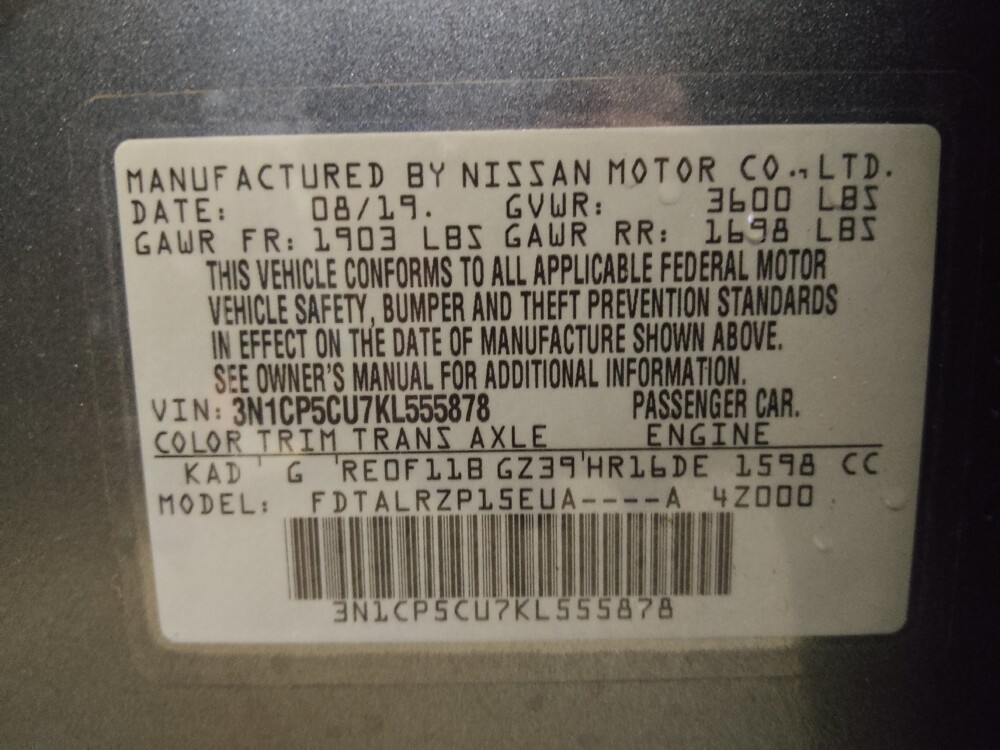 MANUFACTURED BY NISSAN MOTOR CO., LTD.
DATE: 08/19. GVWR: 3600 LBS
GAWR FR: 1903 LBS GAWR RR: 1698 LBS
THIS VEHICLE CONFORMS TO ALL APPLICABLE FEDERAL MOTOR
VEHICLE SAFETY, BUMPER AND THEFT PREVENTION STANDARDS
IN EFFECT ON THE DATE OF MANUFACTURE SHOWN ABOVE.
SEE OWNER'S MANUAL FOR ADDITIONAL INFORMATION.
VIN: 3N1CP5CU7KL555878 PASSENGER CAR.
COLOR TRIM TRANS AXLE ENGINE
KAD G RE0F11B GZ39 HR16DE 1598 CC
MODEL: FDTALRZP15EUA----A 4Z000
3N1CP5CU7KL555878